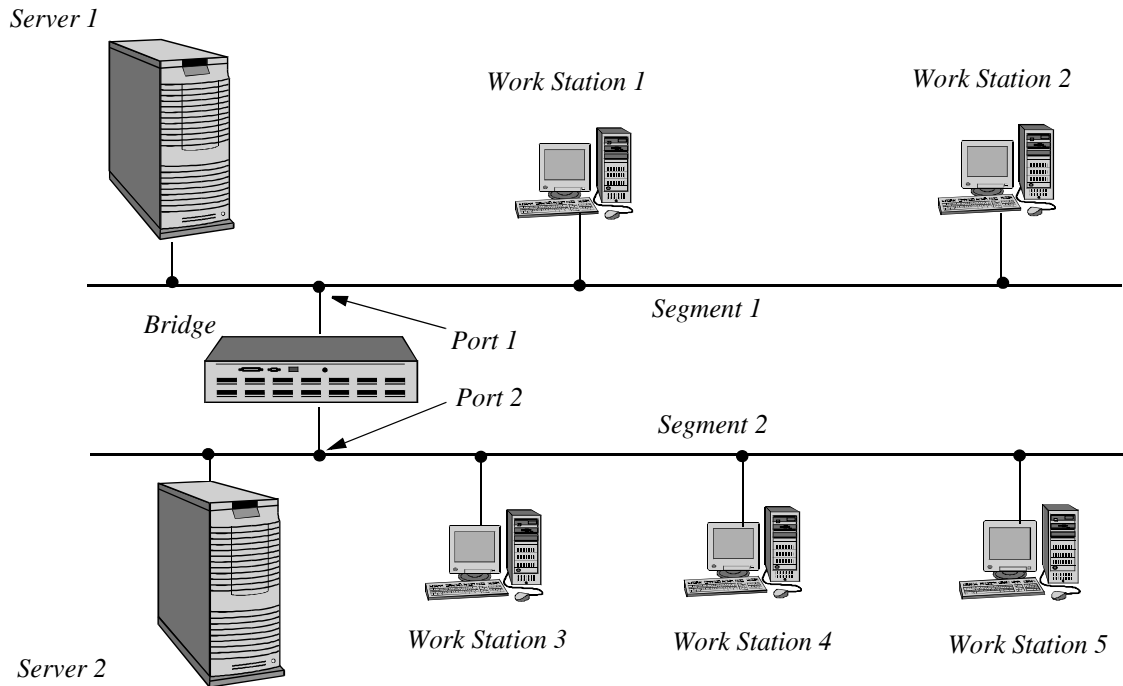 Server 1
Work Station 1
Work Station 2
Segment 1
Bridge
Port 1
Port 2
Segment 2
Work Station 3
Work Station 4
Work Station 5
Server 2